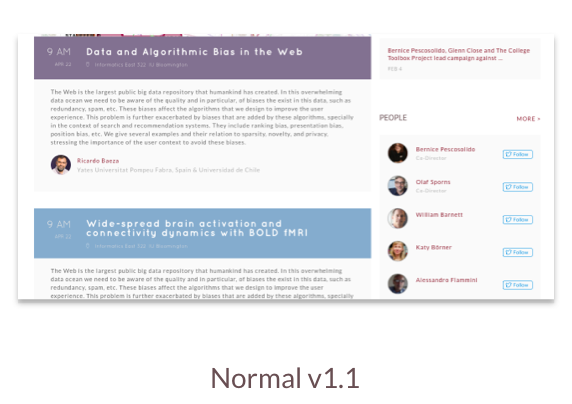 9 AM
APR 11
Data and Algorithmic Bias in the Web
Informatics East 322, IU Bloomington
The Web is the largest public big data repository that humankind has created. In this overwhelming
data ocean we need to be aware of the quality and in particular, of biases the exist in this data, such as
redundancy, spam, etc. These biases affect the algorithms that we design to improve the user
experience. This problem is further exacerbated by biases that are added by these algorithms, specially
in the context of search and recommendation systems. They include ranking bias, presentation bias,
position bias, etc. We give several examples and their relation to sparsity, novelty, and privacy,
stressing the importance of the user context to avoid these biases.
Ricardo Baeza
Yates Universitat Pompeu Fabra, Spain & Universidad de Chile
9 AM
Wide-spread brain activation and
connectivity dynamics with BOLD fMRI
Informatics East
IU Bloomington
The Web is the largest public big data repository that humankind has created. In this overwhelming
data ocean we need to be aware of the quality and in particular, of biases the exist in this data, such as
redundancy, spam, etc. These biases affect the algorithms that we design to improve the user
experience. This problem is further exacerbated by biases that are added by these algorithms, specially
Bernice Pescosolido, Glenn Close and The College
Toolbox Project lead campaign against ...
FEB 4
PEOPLE
MORE
Bernice Pescosolido
Co-Director
Follow
Olaf Sporns
Co-Director
Follow
William Barnett
Follow
Katy Börner
Follow
Alessandro Flammini
Follow
Normal v1.1